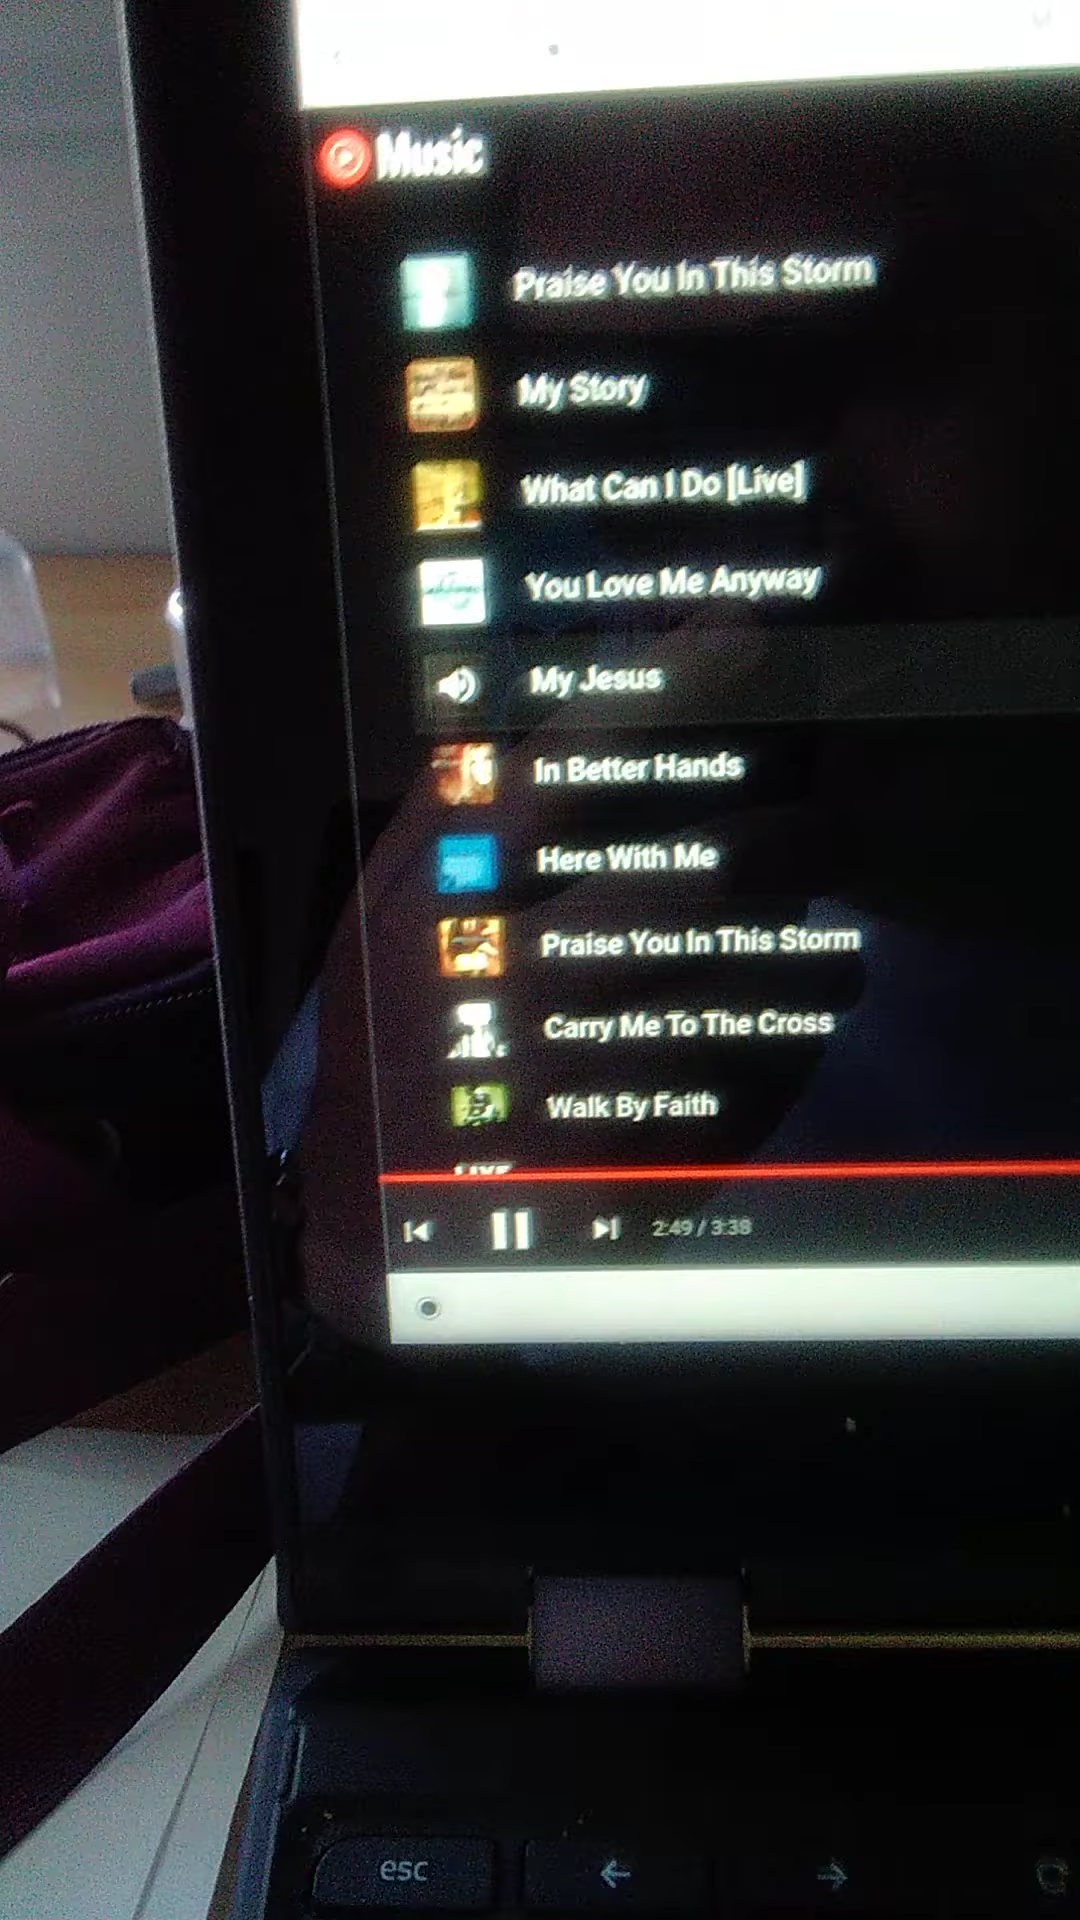 Music
Praise You In This Storm
My Story
What Can I Do [Live]
You Love Me Anyway
My Jesus
In Better Hands
Here With Me
Praise You In This Storm
Carry Me To The Cross
Walk By Faith
LIVE
2:49 / 3:38
esc